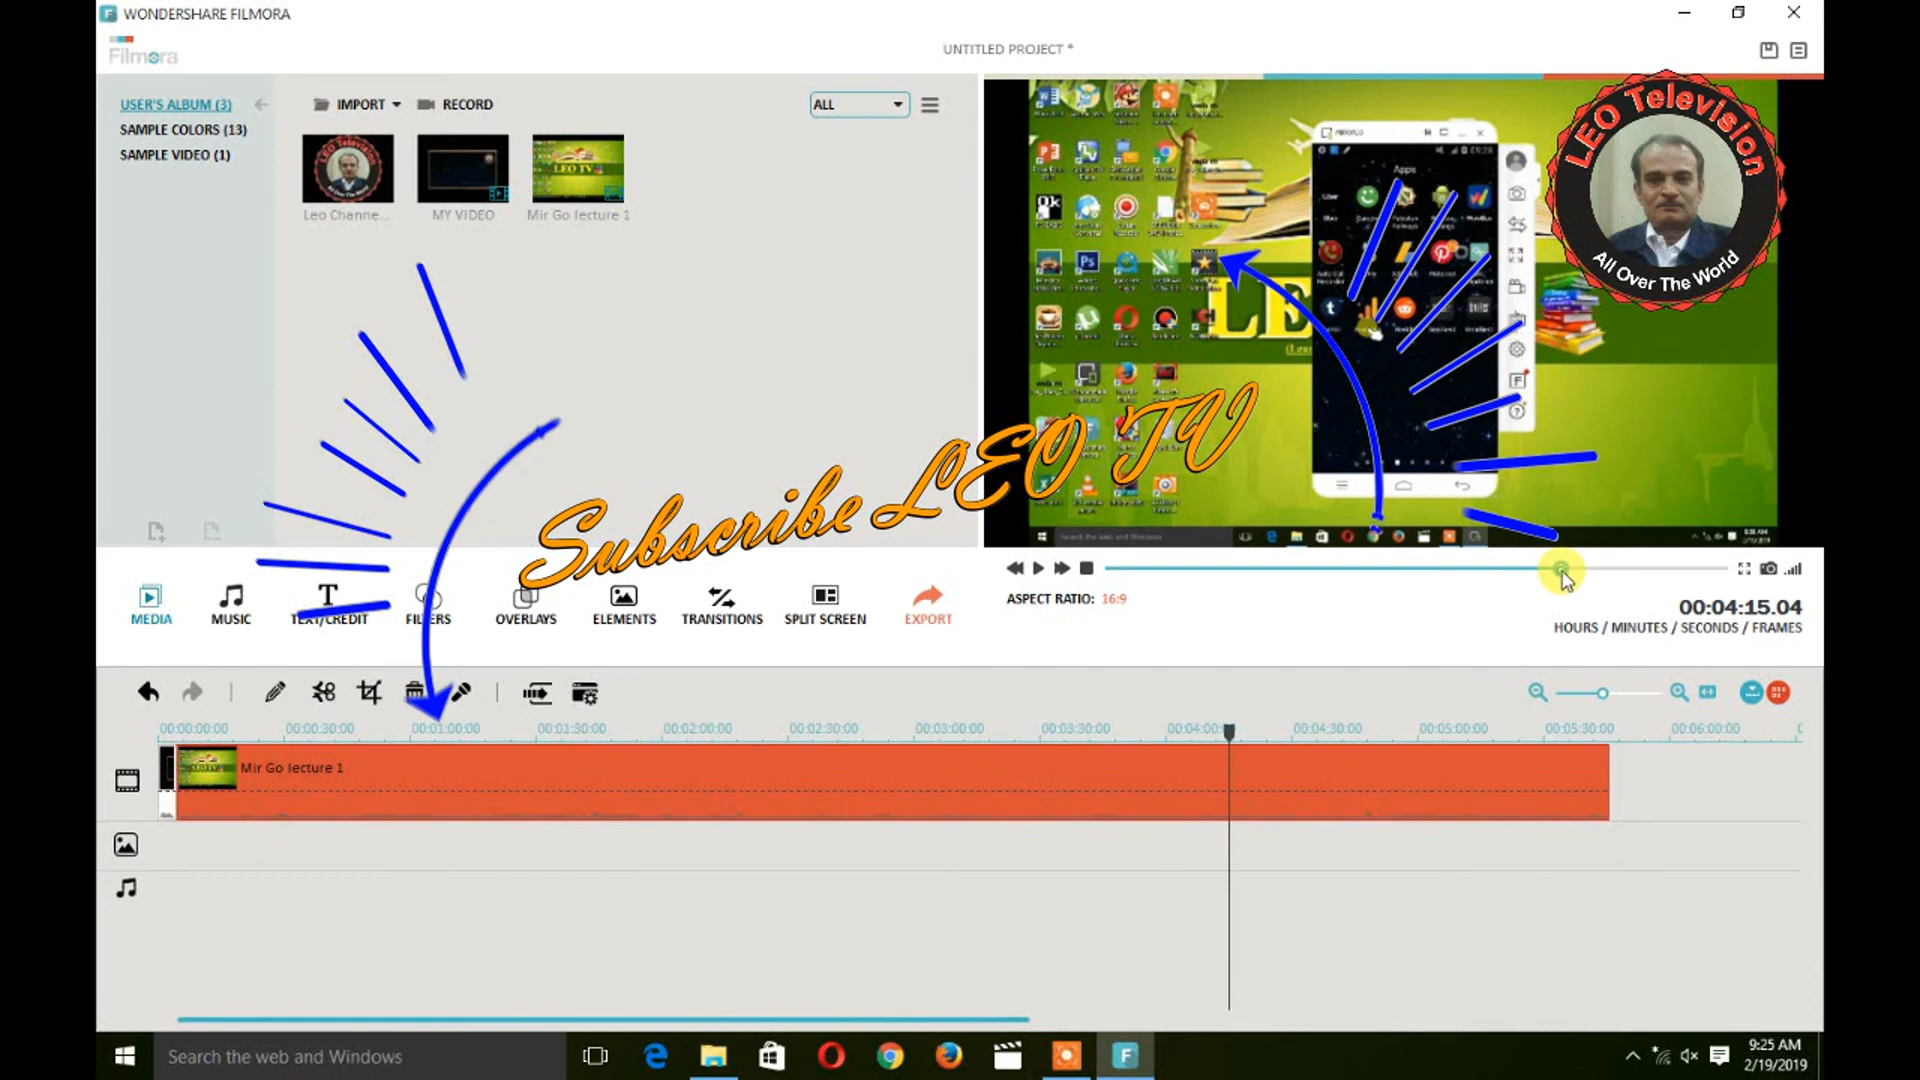 WONDERSHARE FILMORA
Filmora
UNTITLED PROJECT *
USER'S ALBUM (3)
SAMPLE COLORS (13)
SAMPLE VIDEO (1)
IMPORT
RECORD
ALL
Leo Channe...
MY VIDEO
Mir Go lecture 1
LEO Television
All Over The World
Apps
Subscribe LEO TV
MEDIA
MUSIC
TEXT/CREDIT
FILTERS
OVERLAYS
ELEMENTS
TRANSITIONS
SPLIT SCREEN
EXPORT
ASPECT RATIO: 16:9
00:04:15.04
HOURS / MINUTES / SECONDS / FRAMES
00:00:00:00
00:00:30:00
00:01:00:00
00:01:30:00
00:02:00:00
00:02:30:00
00:03:00:00
00:03:30:00
00:04:00:00
00:04:30:00
00:05:00:00
00:05:30:00
00:06:00:00
Mir Go lecture 1
Search the web and Windows
9:25 AM
2/19/2019